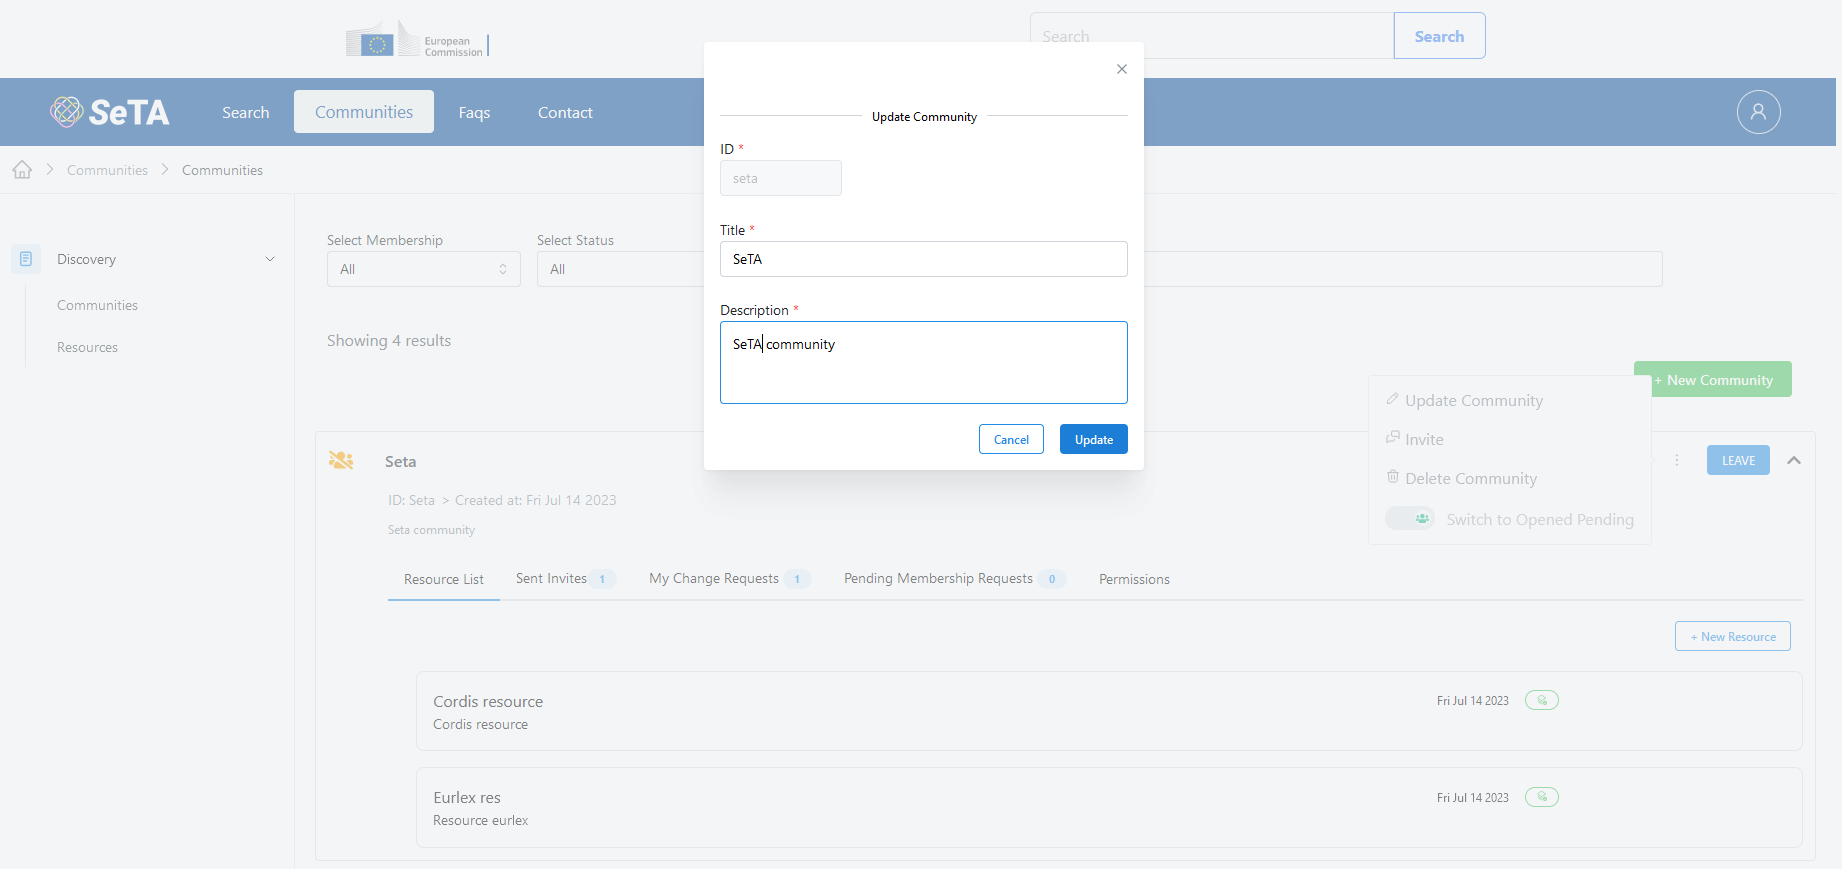 European
Commission
Search
Search
SeTA
Search
Communities
Faqs
Contact
Communities
Communities
Discovery
Communities
Resources
Select Membership
All
Select Status
All
Showing 4 results
+ New Community
Update Community
ID *
seta
Title *
SeTA
Description *
SeTA community
Cancel
Update
Update Community
Invite
Delete Community
Switch to Opened Pending
Seta
LEAVE
ID: Seta > Created at: Fri Jul 14 2023
Seta community
Resource List
Sent Invites 1
My Change Requests 1
Pending Membership Requests 0
Permissions
+ New Resource
Cordis resource
Fri Jul 14 2023
Cordis resource
Eurlex res
Fri Jul 14 2023
Resource eurlex